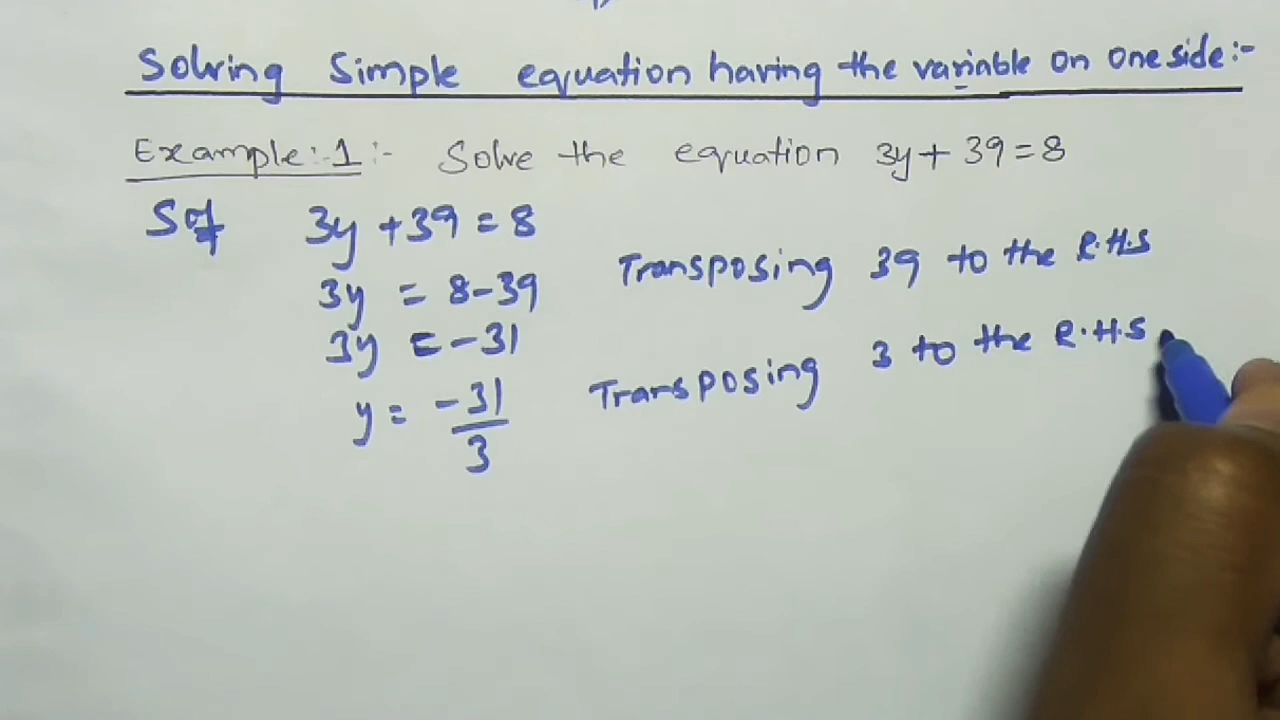 Solving Simple equation having the variable on one side:-
Example:-1:- Solve the equation 3y+39=8
Sol 3y+39=8
3y = 8-39 Transposing 39 to the R.H.S
3y = -31
y = -31/3 Transposing 3 to the R.H.S